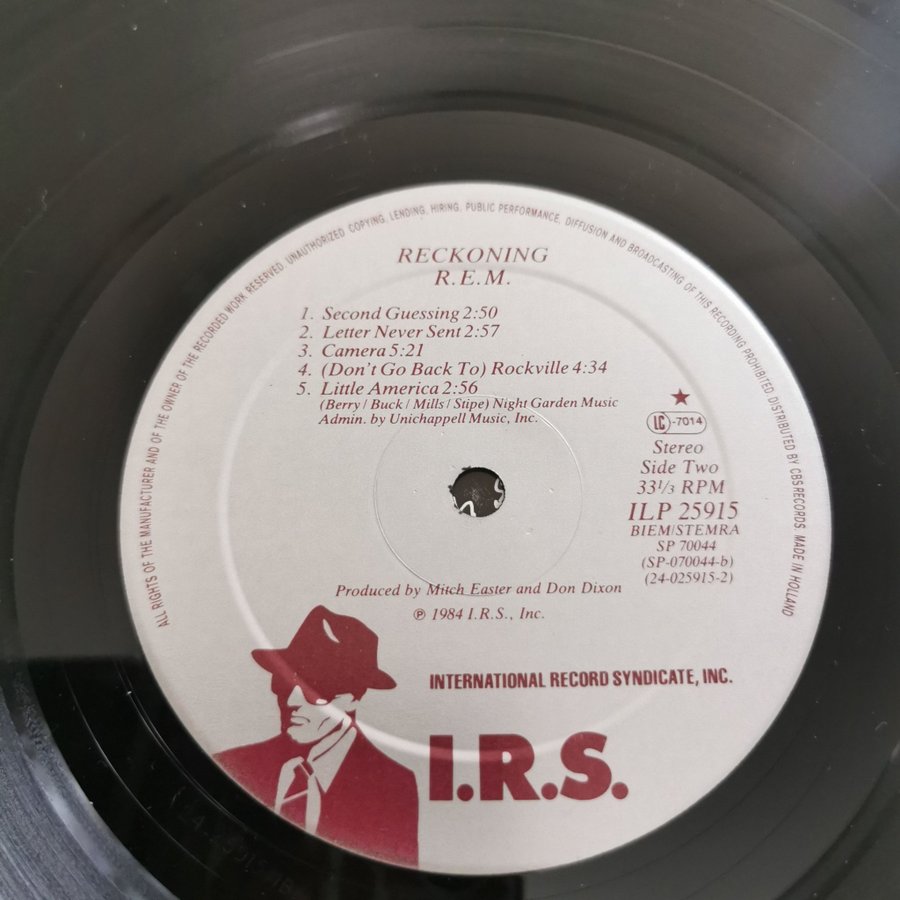 ALL RIGHTS OF THE MANUFACTURER AND OF THE OWNER OF THE RECORDED WORK RESERVED. UNAUTHORIZED COPYING, LENDING, HIRING, PUBLIC PERFORMANCE, DIFFUSION AND BROADCASTING OF THIS RECORDING PROHIBITED. DISTRIBUTED BY CBS RECORDS. MADE IN HOLLAND
RECKONING
R.E.M.
1. Second Guessing 2:50
2. Letter Never Sent 2:57
3. Camera 5:21
4. (Don't Go Back To) Rockville 4:34
5. Little America 2:56
(Berry / Buck / Mills / Stipe) Night Garden Music
Admin. by Unichappell Music, Inc.
LC -7014
Stereo
Side Two
33⅓ RPM
ILP 25915
BIEM/STEMRA
SP 70044
(SP-070044-b)
(24-025915-2)
Produced by Mitch Easter and Don Dixon
℗ 1984 I.R.S., Inc.
INTERNATIONAL RECORD SYNDICATE, INC.
I.R.S.